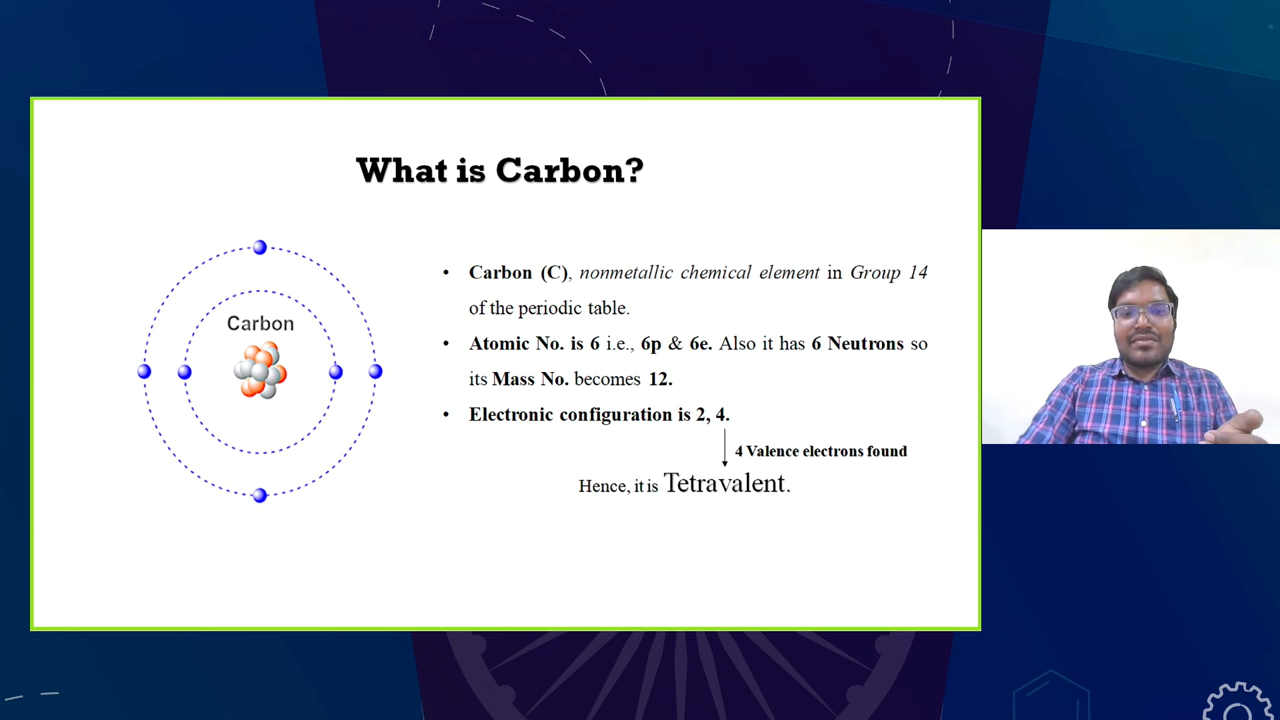 What is Carbon?
Carbon
• Carbon (C), nonmetallic chemical element in Group 14
of the periodic table.
• Atomic No. is 6 i.e., 6p & 6e. Also it has 6 Neutrons so
its Mass No. becomes 12.
• Electronic configuration is 2, 4.
4 Valence electrons found
Hence, it is Tetravalent.